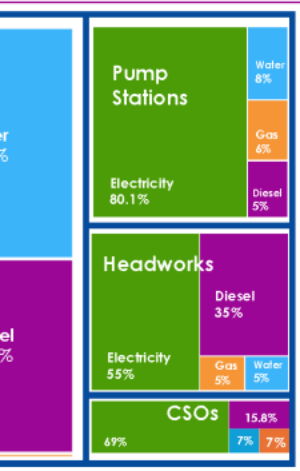 Pump
Stations
Electricity
80.1%
Water
8%
Gas
6%
Diesel
5%
Headworks
Electricity
55%
Diesel
35%
Gas
5%
Water
5%
CSOs
69%
15.8%
7%
7%